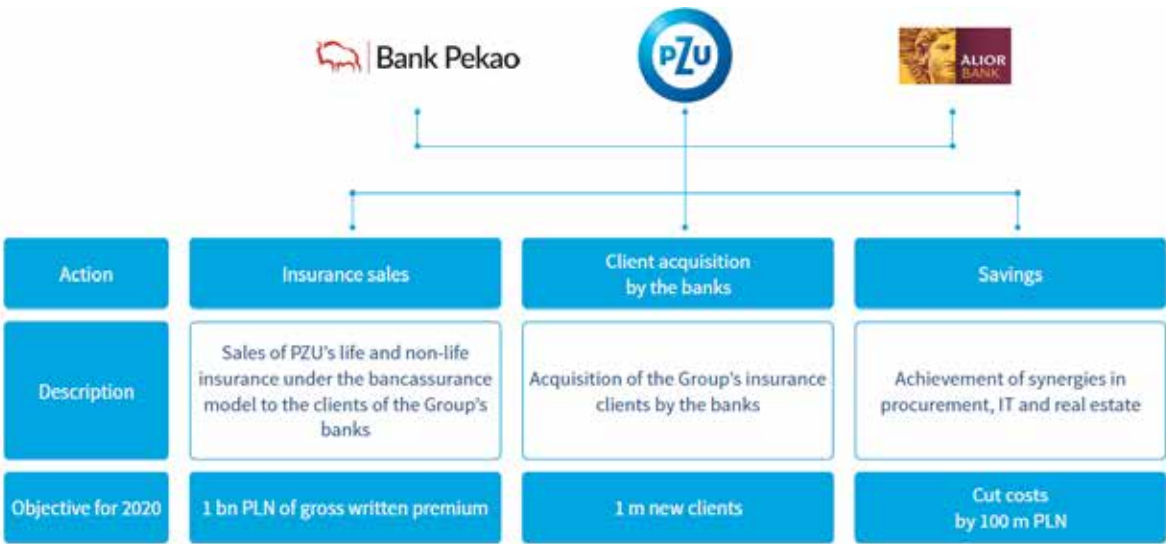 Bank Pekao
PZU
ALIOR
BANK
Action
Insurance sales
Client acquisition
by the banks
Savings
Description
Sales of PZU's life and non-life
insurance under the bancassurance
model to the clients of the Group's
banks
Acquisition of the Group's insurance
clients by the banks
Achievement of synergies in
procurement, IT and real estate
Objective for 2020
1 bn PLN of gross written premium
1 m new clients
Cut costs
by 100 m PLN